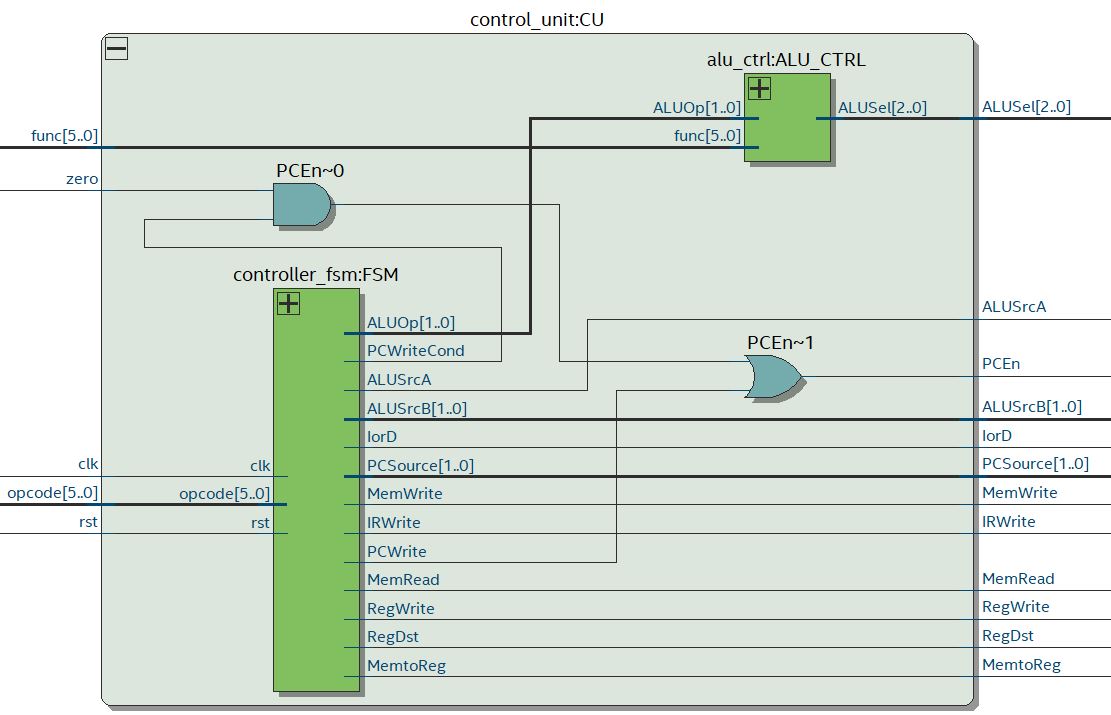 control_unit:CU
alu_ctrl:ALU_CTRL
ALUOp[1..0]
ALUSel[2..0]
ALUSel[2..0]
func[5..0]
func[5..0]
zero
PCEn~0
controller_fsm:FSM
ALUSrcA
ALUOp[1..0]
PCEn~1
PCWriteCond
PCEn
ALUSrcA
ALUSrcB[1..0]
ALUSrcB[1..0]
IorD
IorD
clk
clk
PCSource[1..0]
PCSource[1..0]
opcode[5..0]
opcode[5..0]
MemWrite
MemWrite
rst
rst
IRWrite
IRWrite
PCWrite
MemRead
MemRead
RegWrite
RegWrite
RegDst
RegDst
MemtoReg
MemtoReg